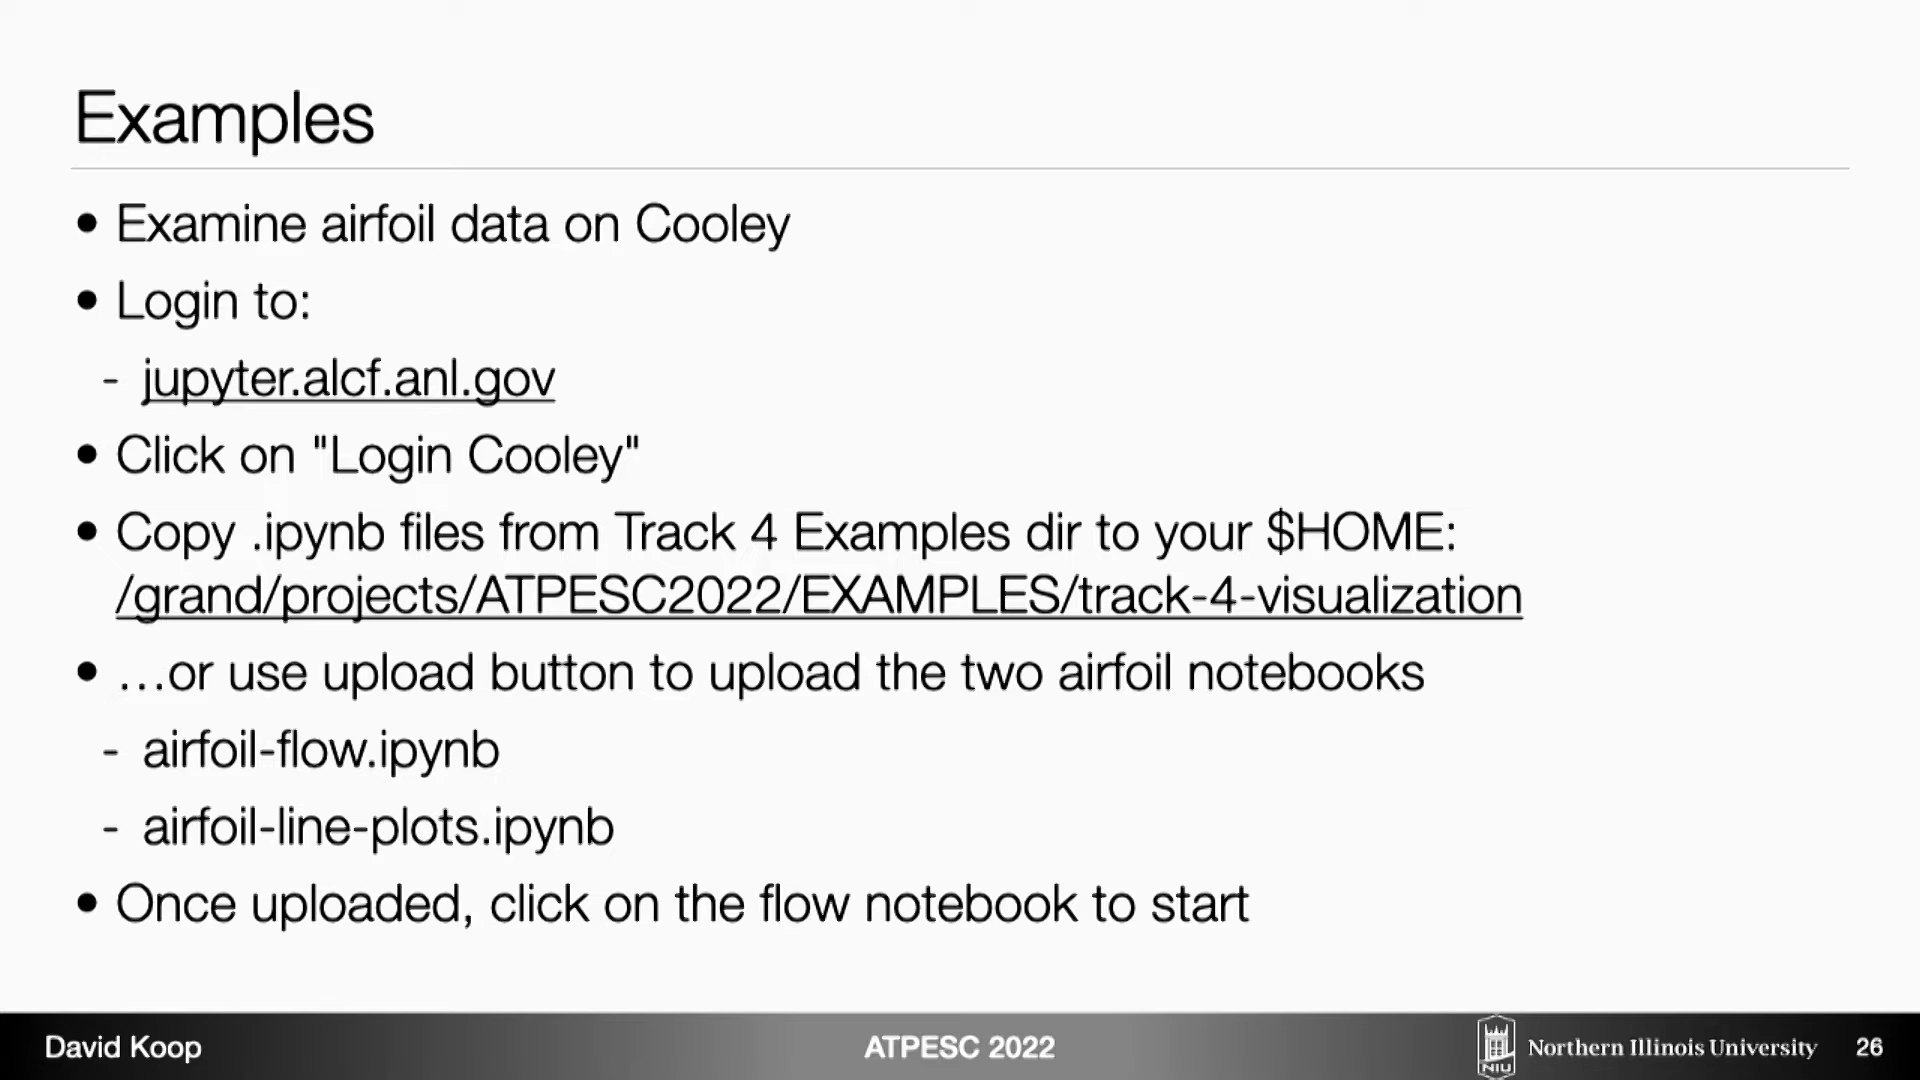 Examples
• Examine airfoil data on Cooley
• Login to:
- jupyter.alcf.anl.gov
• Click on "Login Cooley"
• Copy .ipynb files from Track 4 Examples dir to your $HOME:
/grand/projects/ATPESC2022/EXAMPLES/track-4-visualization
• …or use upload button to upload the two airfoil notebooks
- airfoil-flow.ipynb
- airfoil-line-plots.ipynb
• Once uploaded, click on the flow notebook to start
David Koop
ATPESC 2022
NIU
Northern Illinois University
26